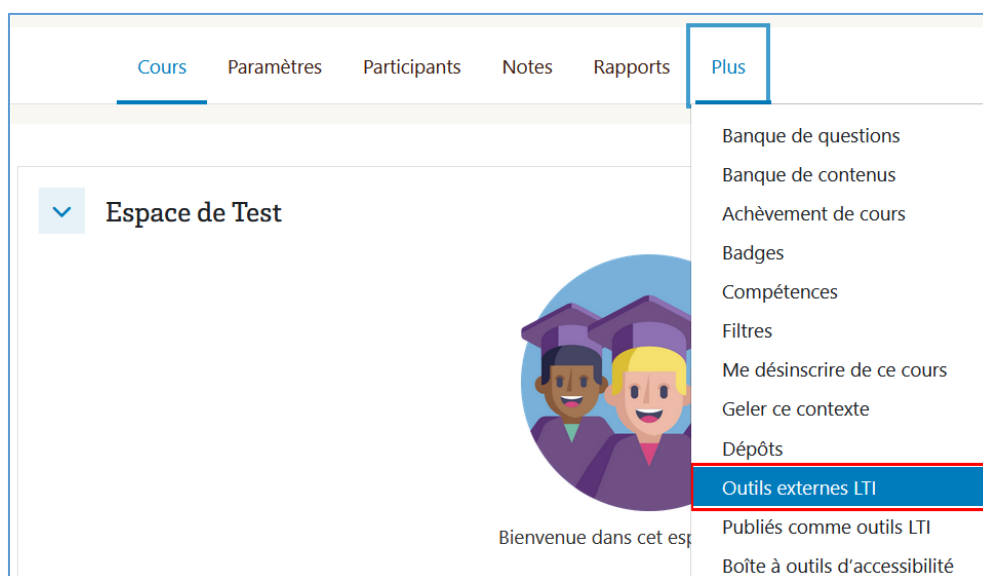 Cours Paramètres Participants Notes Rapports Plus
Banque de questions
Banque de contenus
Achèvement de cours
Espace de Test
Badges
Compétences
Filtres
Me désinscrire de ce cours
Geler ce contexte
Dépôts
Outils externes LTI
Publiés comme outils LTI
Bienvenue dans cet esp
Boîte à outils d'accessibilité